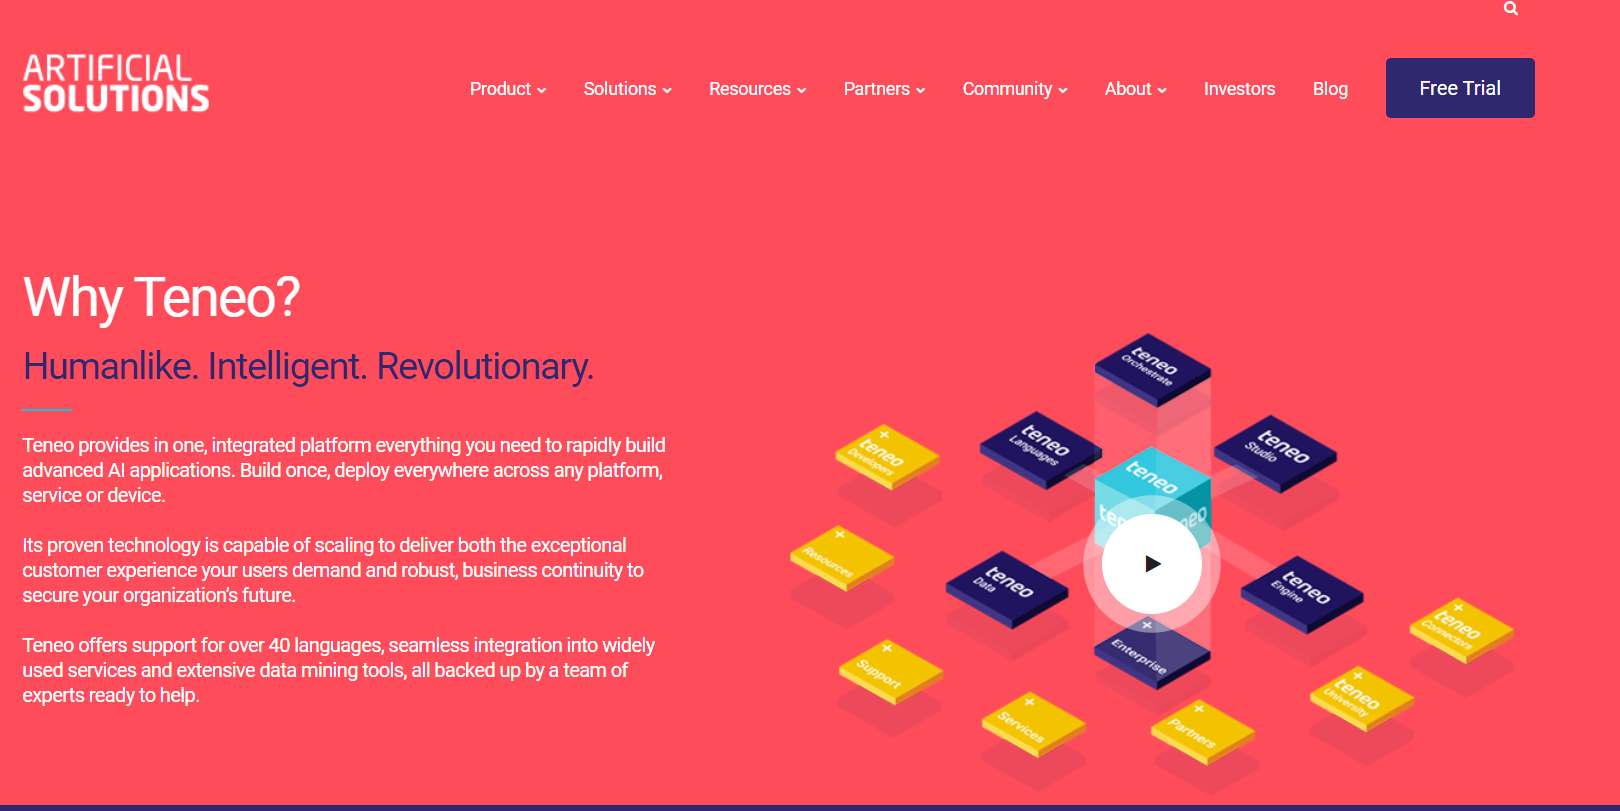 ARTIFICIAL
SOLUTIONS
Product
Solutions
Resources
Partners
Community
About
Investors
Blog
Free Trial
Why Teneo?
Humanlike. Intelligent. Revolutionary.
Teneo provides in one, integrated platform everything you need to rapidly build
advanced AI applications. Build once, deploy everywhere across any platform,
service or device.
Its proven technology is capable of scaling to deliver both the exceptional
customer experience your users demand and robust, business continuity to
secure your organization's future.
Teneo offers support for over 40 languages, seamless integration into widely
used services and extensive data mining tools, all backed up by a team of
experts ready to help.
teneo
Orchestrate
+
teneo
Developers
teneo
Languages
teneo
Studio
teneo
+
Resources
teneo
Data
teneo
Engine
+
teneo
Connectors
+
Enterprise
+
Support
+
teneo
University
+
Services
+
Partners